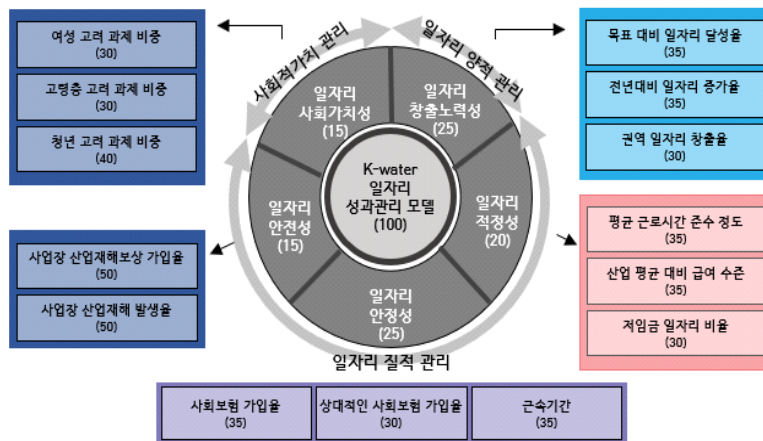 여성 고려 과제 비중
(30)
고령층 고려 과제 비중
(30)
청년 고려 과제 비중
(40)
사회적가치 관리
일자리 양적 관리
목표 대비 일자리 달성율
(35)
전년대비 일자리 증가율
(35)
권역 일자리 창출율
(30)
일자리
사회가치성
(15)
일자리
창출노력성
(25)
K-water
일자리
성과관리 모델
(100)
일자리
안전성
(15)
일자리
적정성
(20)
일자리
안정성
(25)
일자리 질적 관리
사업장 산업재해보상 가입율
(50)
사업장 산업재해 발생율
(50)
평균 근로시간 준수 정도
(35)
산업 평균 대비 급여 수준
(35)
저임금 일자리 비율
(30)
사회보험 가입율
(35)
상대적인 사회보험 가입율
(30)
근속기간
(35)